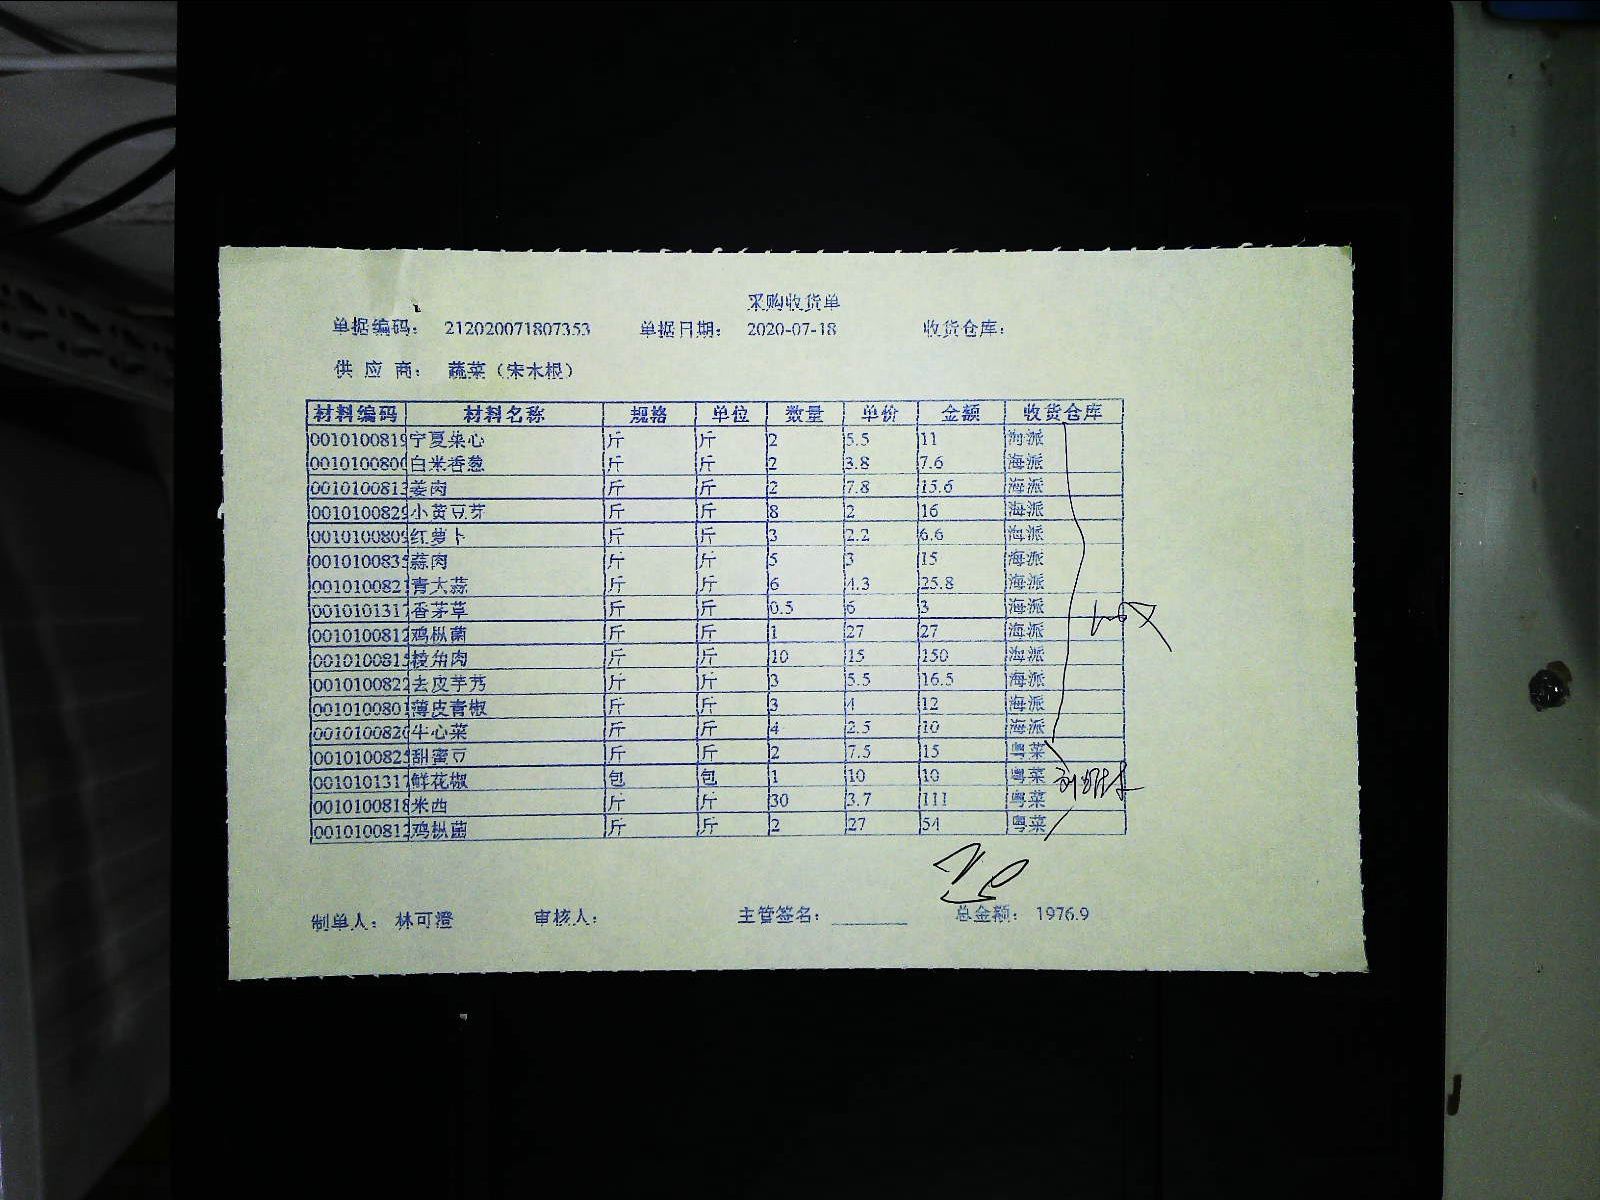 采购收货单
单据编码： 212020071807353 单据日期： 2020-07-18 收货仓库：
供 应 商： 蔬菜（宋木根）
材料编码 材料名称 规格 单位 数量 单价 金额 收货仓库
0010100819 宁夏菜心 斤 斤 2 5.5 11 海派
001010080 白米香葱 斤 斤 2 3.8 7.6 海派
001010081 姜肉 斤 斤 2 7.8 15.6 海派
0010100829 小黄豆芽 斤 斤 8 2 16 海派
0010100809 红萝卜 斤 斤 3 2.2 6.6 海派
001010083 蒜肉 斤 斤 5 3 15 海派
001010082 青大蒜 斤 斤 6 4.3 25.8 海派
001010131 香茅草 斤 斤 0.5 6 3 海派
0010100812 鸡枞菌 斤 斤 1 27 27 海派
001010081 棱角肉 斤 斤 10 15 150 海派
0010100822 去皮芋艿 斤 斤 3 5.5 16.5 海派
0010100801 薄皮青椒 斤 斤 3 4 12 海派
001010082 牛心菜 斤 斤 4 2.5 10 海派
001010082 甜蜜豆 斤 斤 2 7.5 15 粤菜
001010131 鲜花椒 包 包 1 10 10 粤菜
0010100818 米西 斤 斤 30 3.7 111 粤菜
0010100812 鸡枞菌 斤 斤 2 27 54 粤菜
制单人： 林可澄 审核人： 主管签名： 总金额： 1976.9